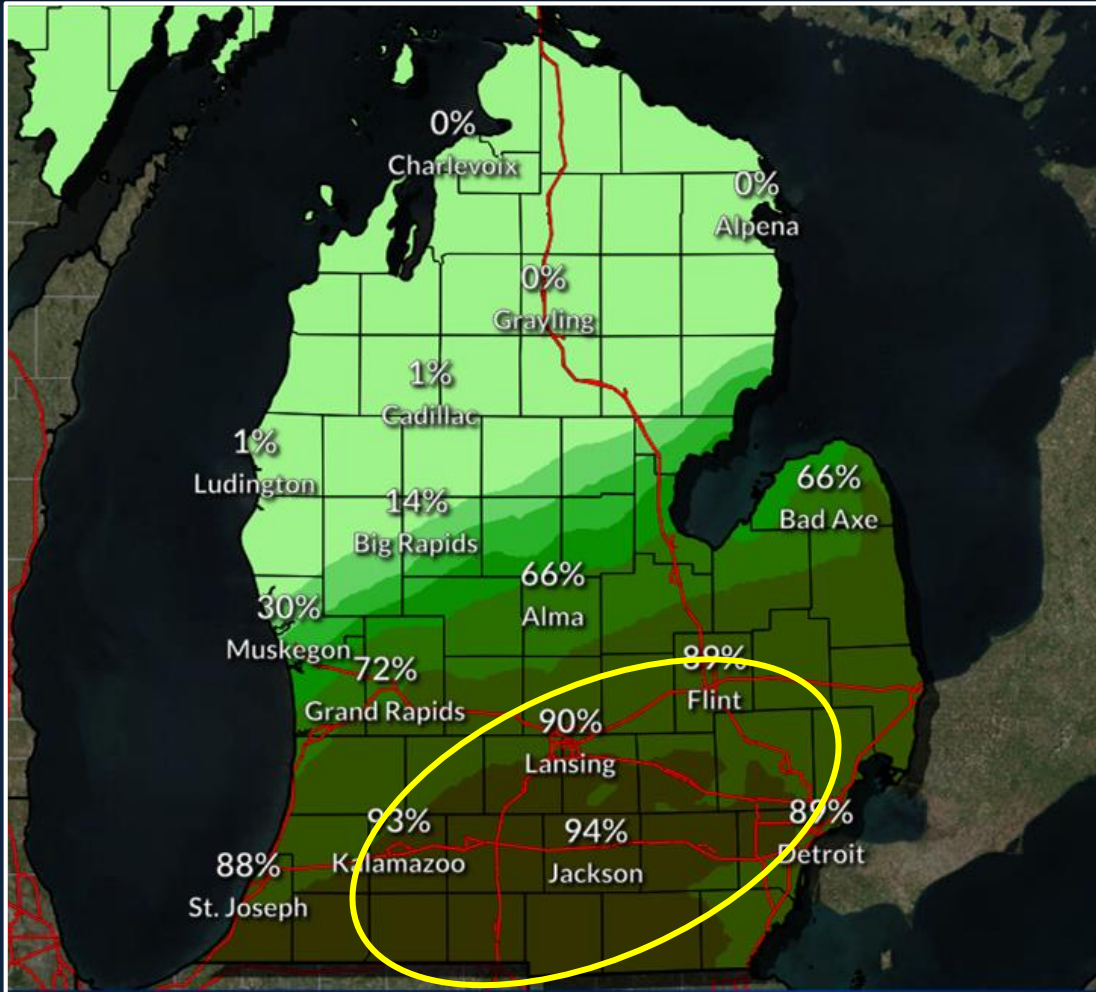 0%
Charlevoix
0%
Alpena
0%
Grayling
1%
Cadillac
1%
Ludington
14%
Big Rapids
66%
Bad Axe
66%
Alma
30%
Muskegon
72%
Grand Rapids
89%
Flint
90%
Lansing
93%
Kalamazoo
94%
Jackson
89%
Detroit
88%
St. Joseph